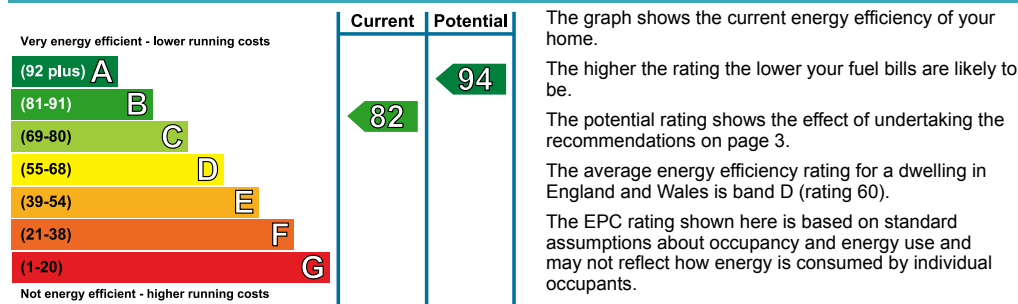 Current Potential
Very energy efficient - lower running costs
(92 plus) A
94
(81-91) B
82
(69-80) C
(55-68) D
(39-54) E
(21-38) F
(1-20) G
Not energy efficient - higher running costs
The graph shows the current energy efficiency of your
home.
The higher the rating the lower your fuel bills are likely to
be.
The potential rating shows the effect of undertaking the
recommendations on page 3.
The average energy efficiency rating for a dwelling in
England and Wales is band D (rating 60).
The EPC rating shown here is based on standard
assumptions about occupancy and energy use and
may not reflect how energy is consumed by individual
occupants.